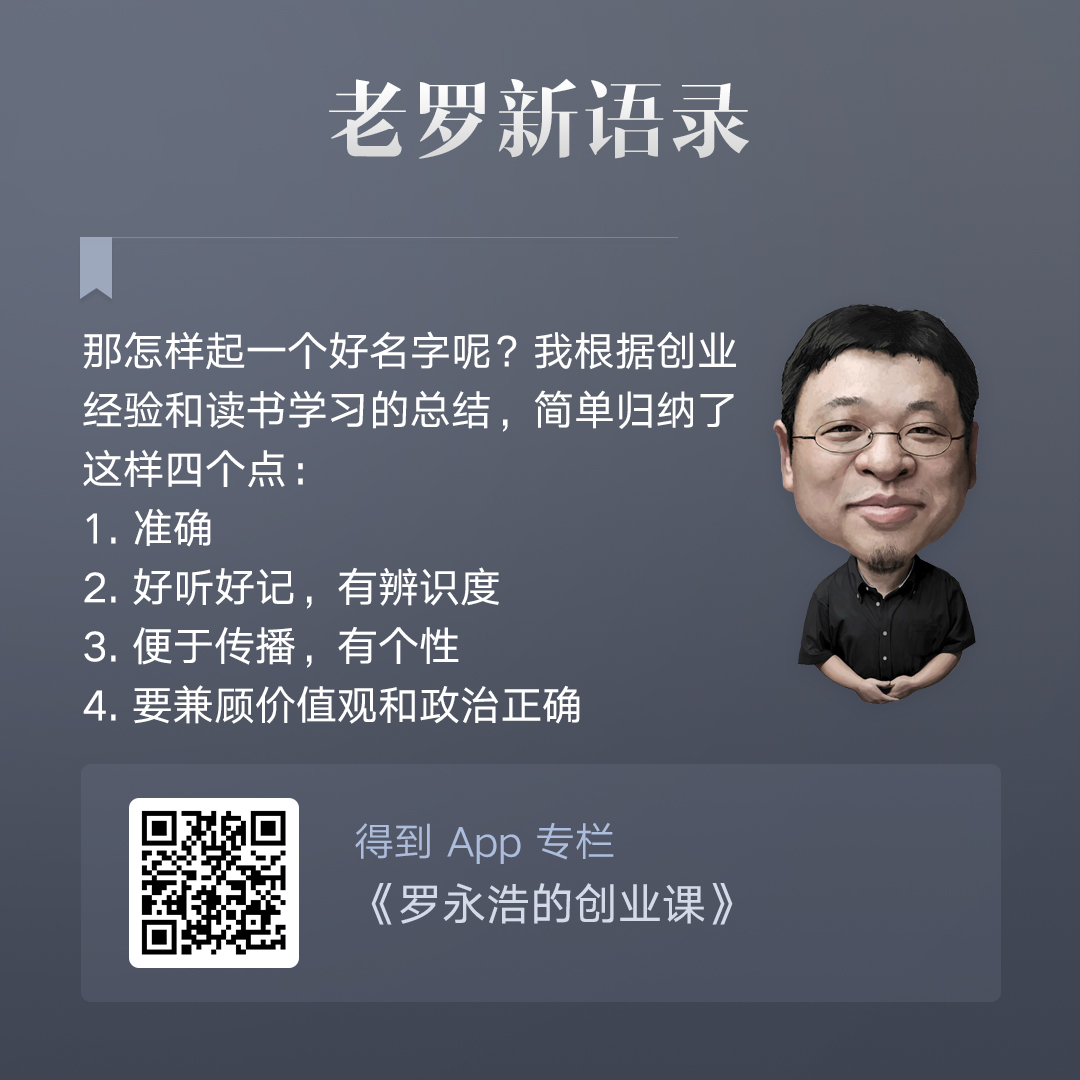 老罗新语录
那怎样起一个好名字呢？我根据创业
经验和读书学习的总结，简单归纳了
这样四个点：
1. 准确
2. 好听好记，有辨识度
3. 便于传播，有个性
4. 要兼顾价值观和政治正确
得到 App 专栏
《罗永浩的创业课》